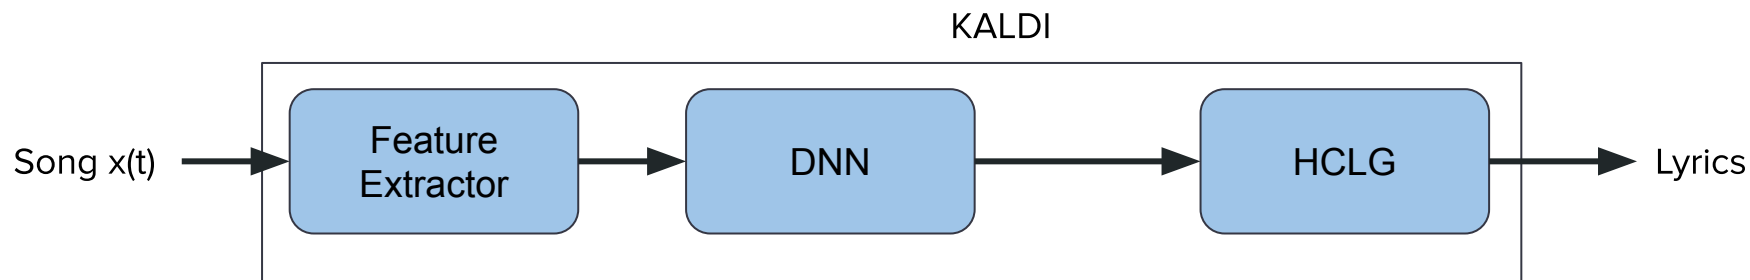 KALDI
Song x(t)
Feature
Extractor
DNN
HCLG
Lyrics